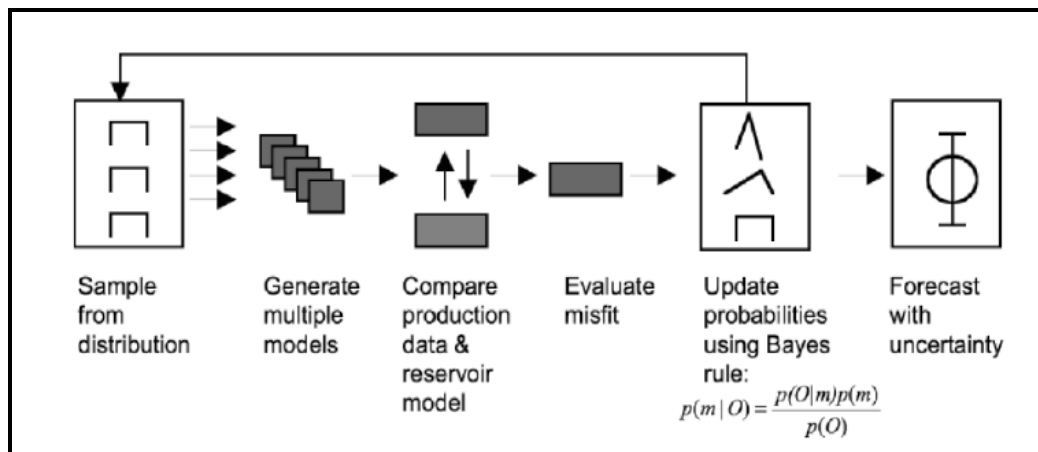 Sample
from
distribution
Generate
multiple
models
Compare
production
data &
reservoir
model
Evaluate
misfit
Update
probabilities
using Bayes
rule:
p(m|O) = p(O|m)p(m) / p(O)
Forecast
with
uncertainty